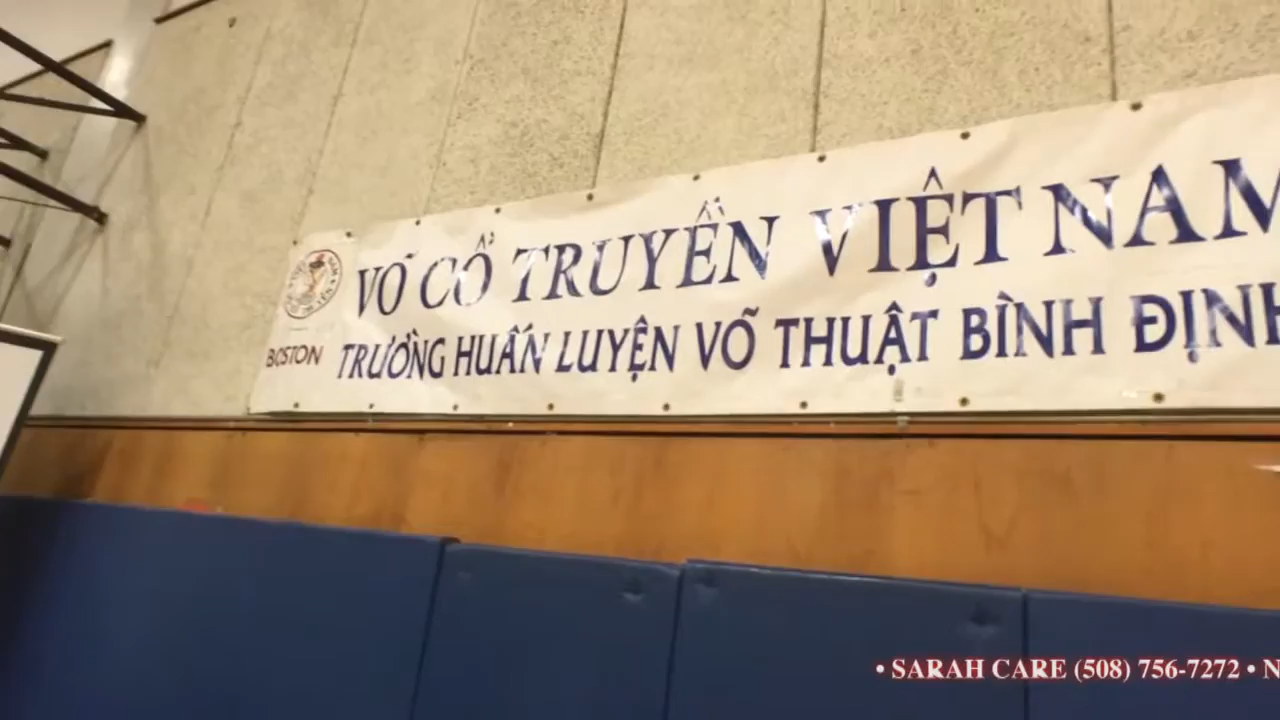 VÕ CỔ TRUYỀN VIỆT NAM
BOSTON
TRƯỜNG HUẤN LUYỆN VÕ THUẬT BÌNH ĐỊNH
• SARAH CARE (508) 756-7272 • N